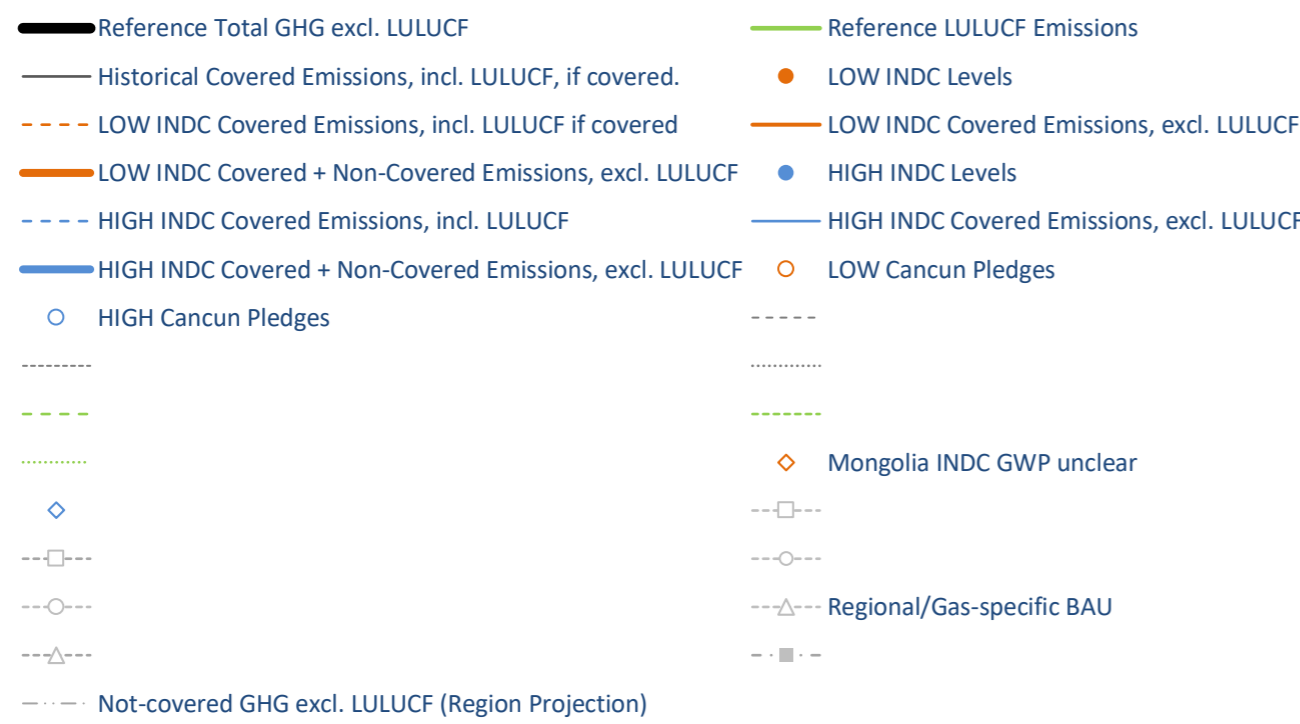 Reference Total GHG excl. LULUCF
Reference LULUCF Emissions
Historical Covered Emissions, incl. LULUCF, if covered.
LOW INDC Levels
LOW INDC Covered Emissions, incl. LULUCF if covered
LOW INDC Covered Emissions, excl. LULUCF
LOW INDC Covered + Non-Covered Emissions, excl. LULUCF
HIGH INDC Levels
HIGH INDC Covered Emissions, incl. LULUCF
HIGH INDC Covered Emissions, excl. LULUCF
HIGH INDC Covered + Non-Covered Emissions, excl. LULUCF
LOW Cancun Pledges
HIGH Cancun Pledges
Mongolia INDC GWP unclear
Regional/Gas-specific BAU
Not-covered GHG excl. LULUCF (Region Projection)